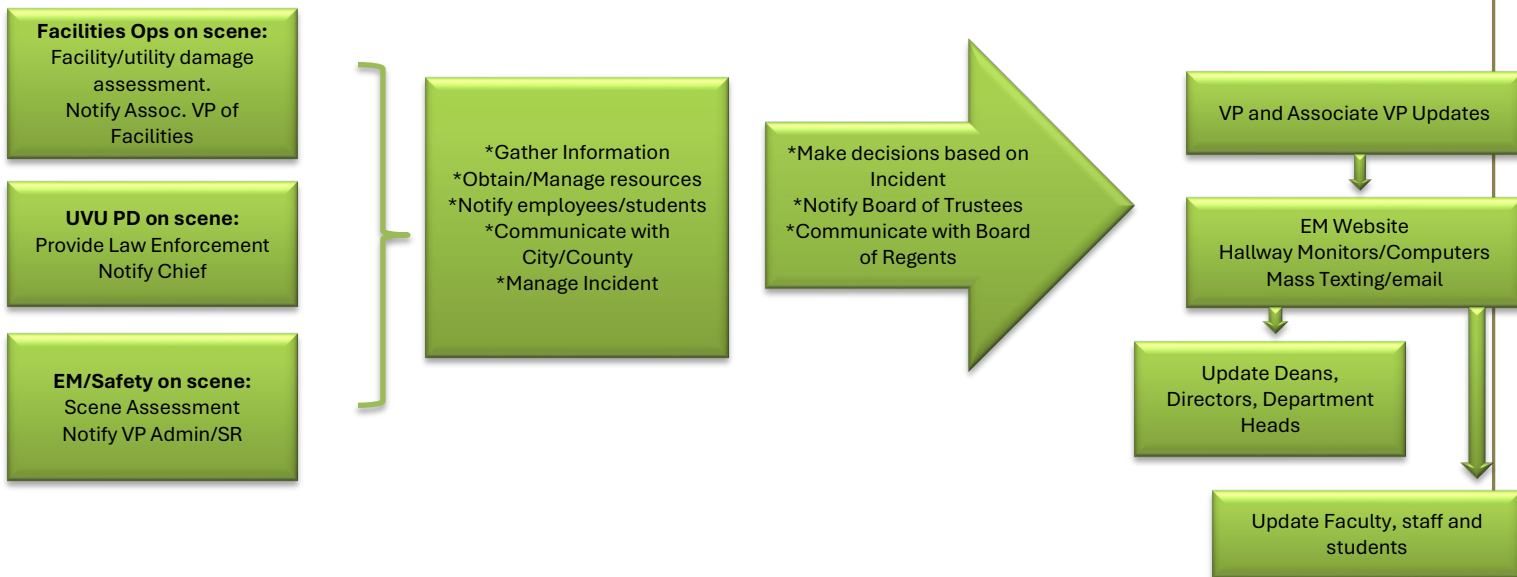 Facilities Ops on scene:
Facility/utility damage
assessment.
Notify Assoc. VP of
Facilities
UVU PD on scene:
Provide Law Enforcement
Notify Chief
EM/Safety on scene:
Scene Assessment
Notify VP Admin/SR
*Gather Information
*Obtain/Manage resources
*Notify employees/students
*Communicate with
City/County
*Manage Incident
*Make decisions based on
Incident
*Notify Board of Trustees
*Communicate with Board
of Regents
VP and Associate VP Updates
EM Website
Hallway Monitors/Computers
Mass Texting/email
Update Deans,
Directors, Department
Heads
Update Faculty, staff and
students